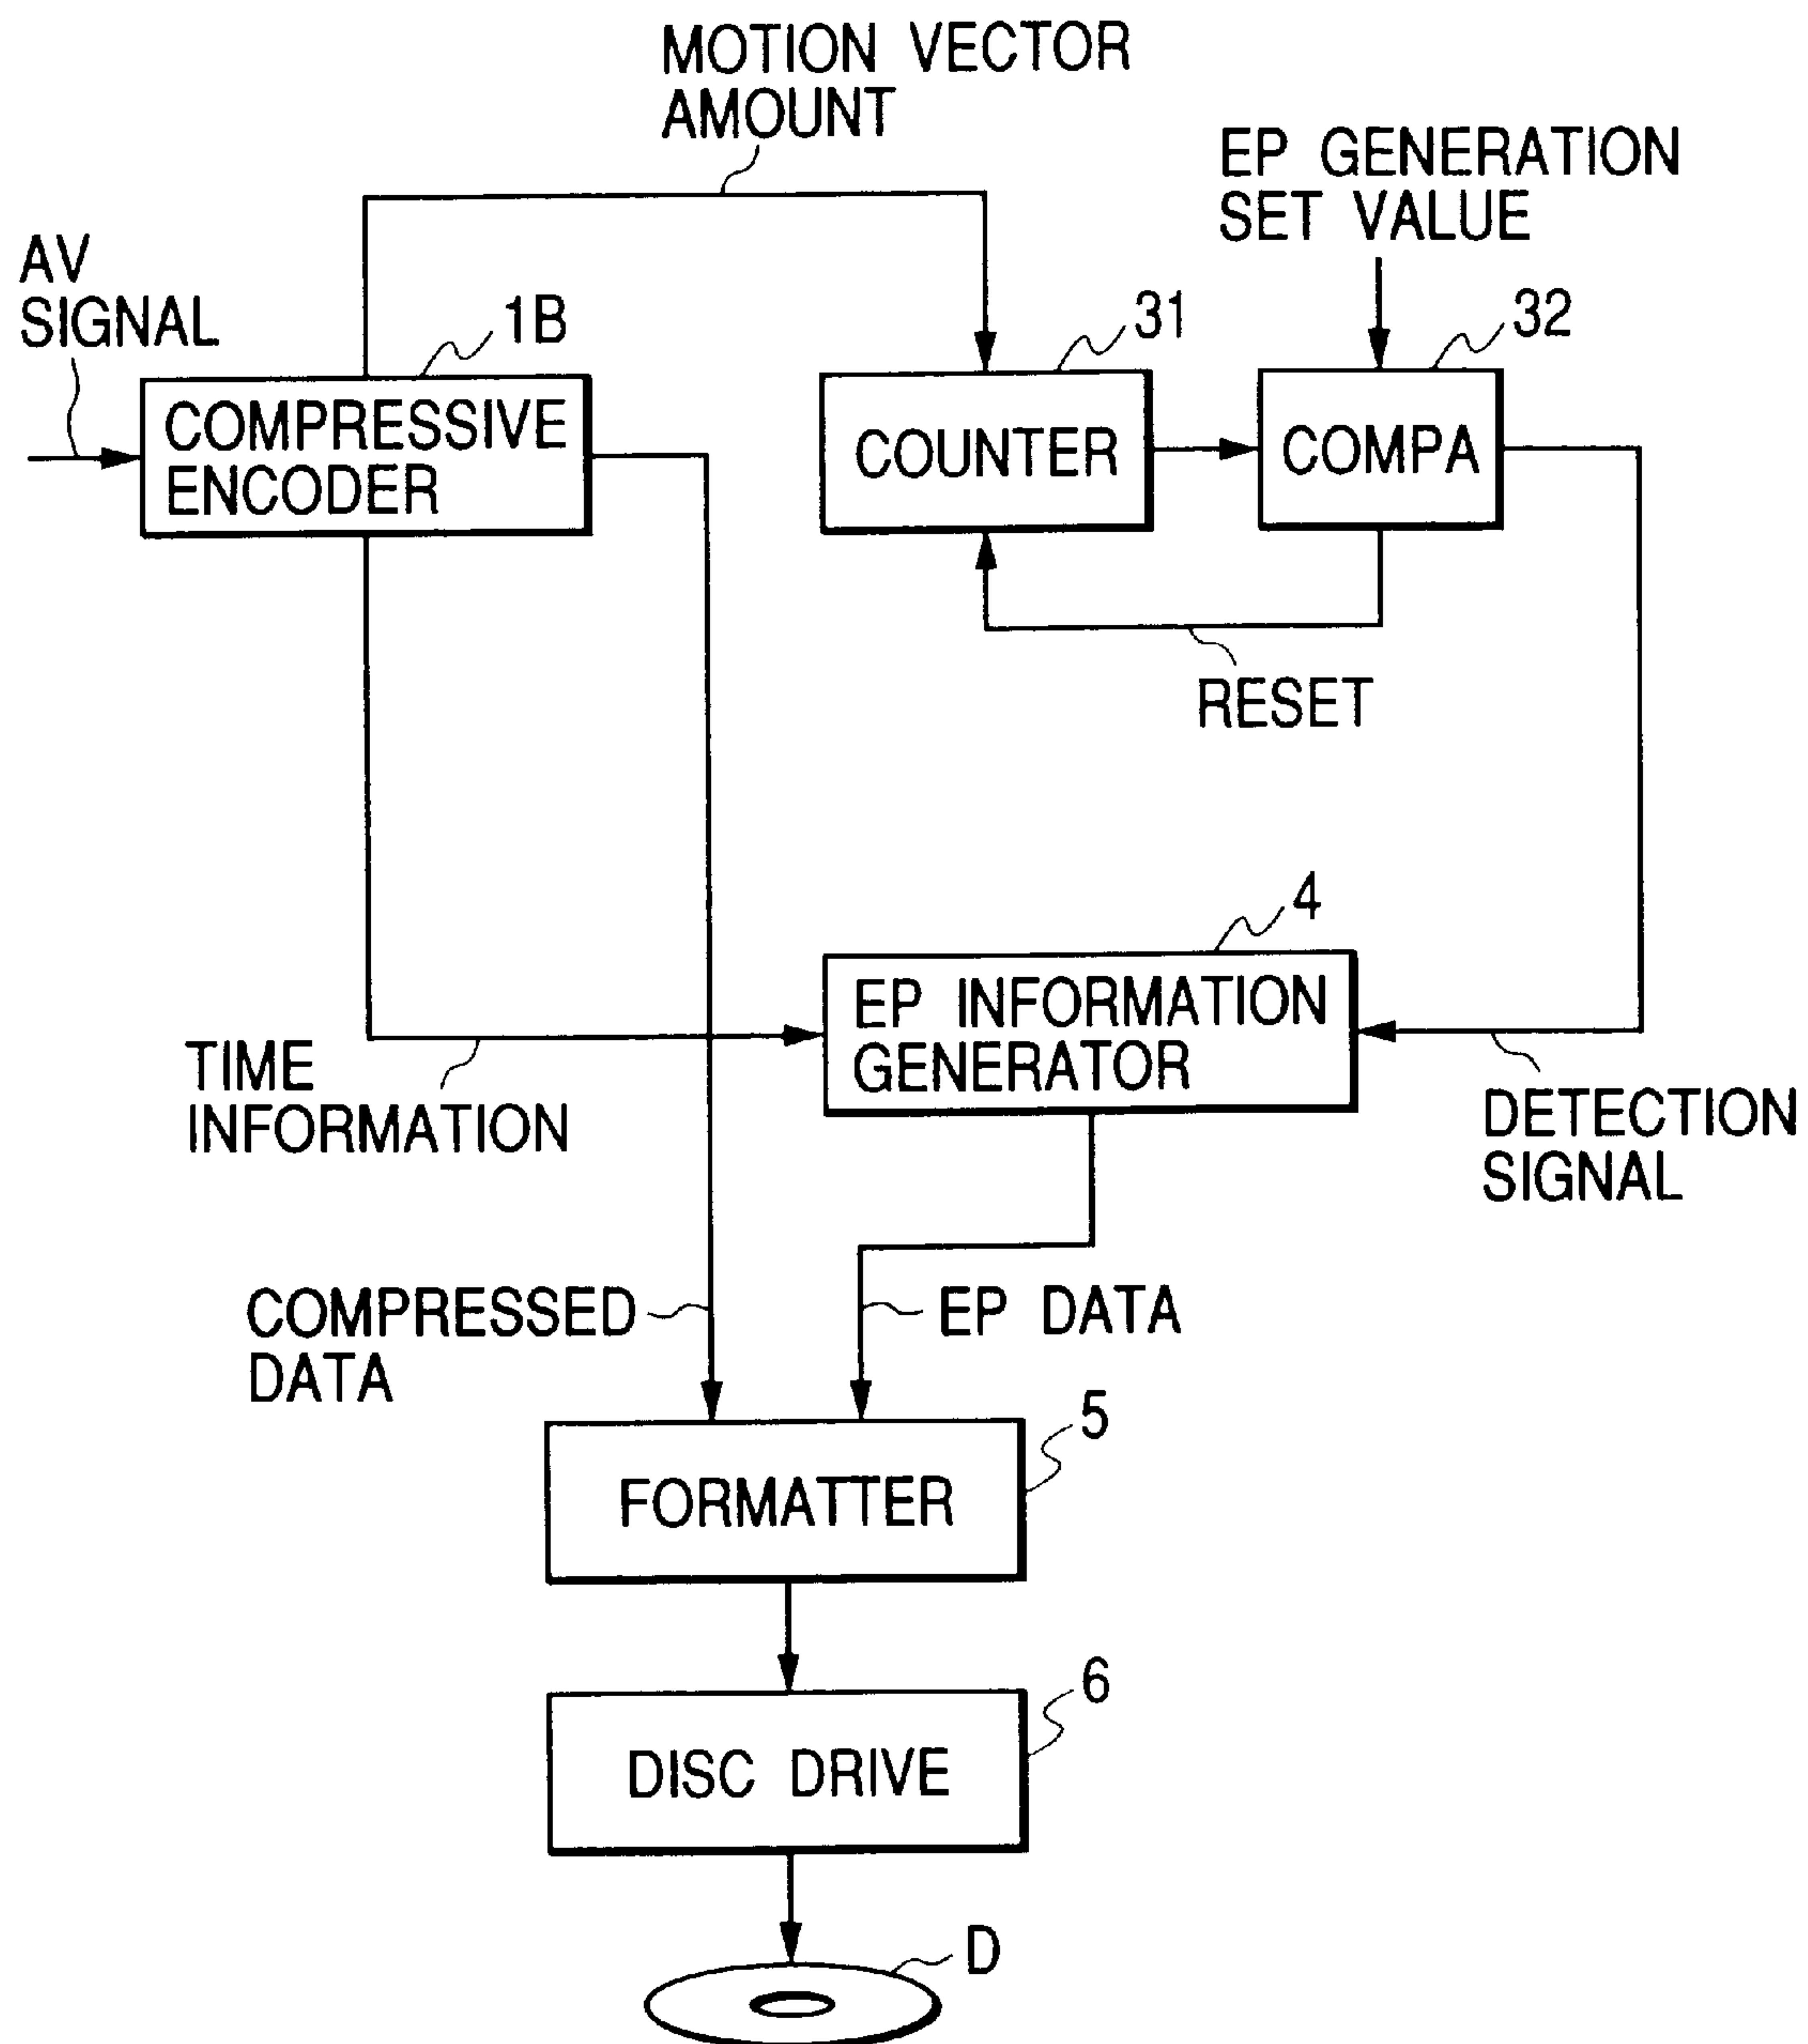 MOTION VECTOR
AMOUNT
EP GENERATION
SET VALUE
AV
SIGNAL
1B
31
32
COMPRESSIVE
ENCODER
COUNTER
COMPA
RESET
4
EP INFORMATION
GENERATOR
TIME
INFORMATION
DETECTION
SIGNAL
COMPRESSED
DATA
EP DATA
5
FORMATTER
6
DISC DRIVE
D